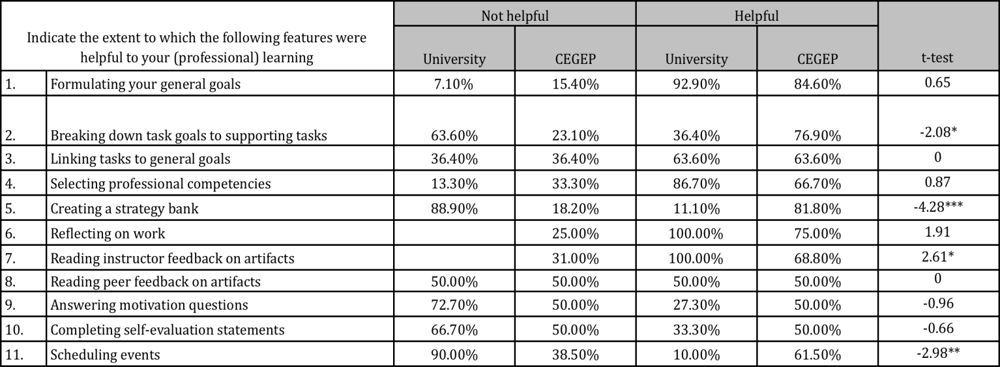 Not helpful Helpful
Indicate the extent to which the following features were
helpful to your (professional) learning
University CEGEP University CEGEP t-test
1. Formulating your general goals 7.10% 15.40% 92.90% 84.60% 0.65
2. Breaking down task goals to supporting tasks 63.60% 23.10% 36.40% 76.90% -2.08*
3. Linking tasks to general goals 36.40% 36.40% 63.60% 63.60% 0
4. Selecting professional competencies 13.30% 33.30% 86.70% 66.70% 0.87
5. Creating a strategy bank 88.90% 18.20% 11.10% 81.80% -4.28***
6. Reflecting on work 25.00% 100.00% 75.00% 1.91
7. Reading instructor feedback on artifacts 31.00% 100.00% 68.80% 2.61*
8. Reading peer feedback on artifacts 50.00% 50.00% 50.00% 50.00% 0
9. Answering motivation questions 72.70% 50.00% 27.30% 50.00% -0.96
10. Completing self-evaluation statements 66.70% 50.00% 33.30% 50.00% -0.66
11. Scheduling events 90.00% 38.50% 10.00% 61.50% -2.98**